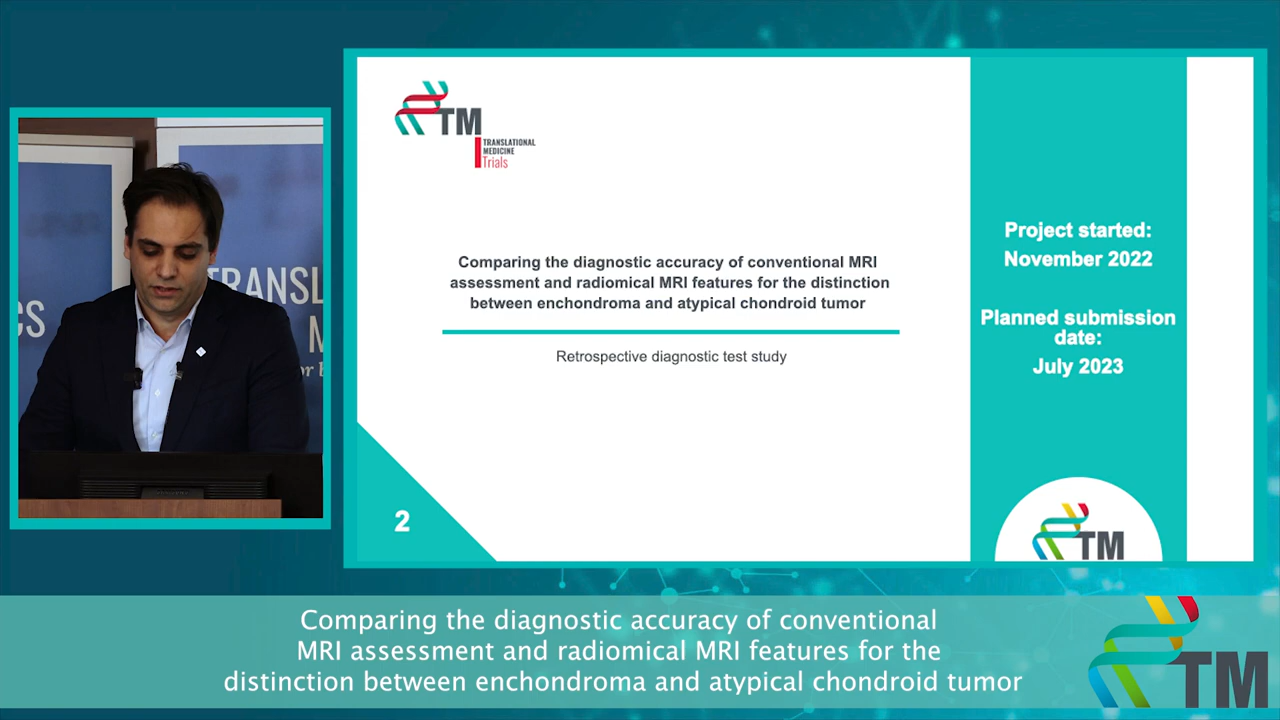 TM
TRANSLATIONAL
MEDICINE
Trials
Comparing the diagnostic accuracy of conventional MRI
assessment and radiomical MRI features for the distinction
between enchondroma and atypical chondroid tumor
Retrospective diagnostic test study
2
Project started:
November 2022
Planned submission
date:
July 2023
TM
CS
TRANSL
M
or b
Comparing the diagnostic accuracy of conventional
MRI assessment and radiomical MRI features for the
distinction between enchondroma and atypical chondroid tumor
TM